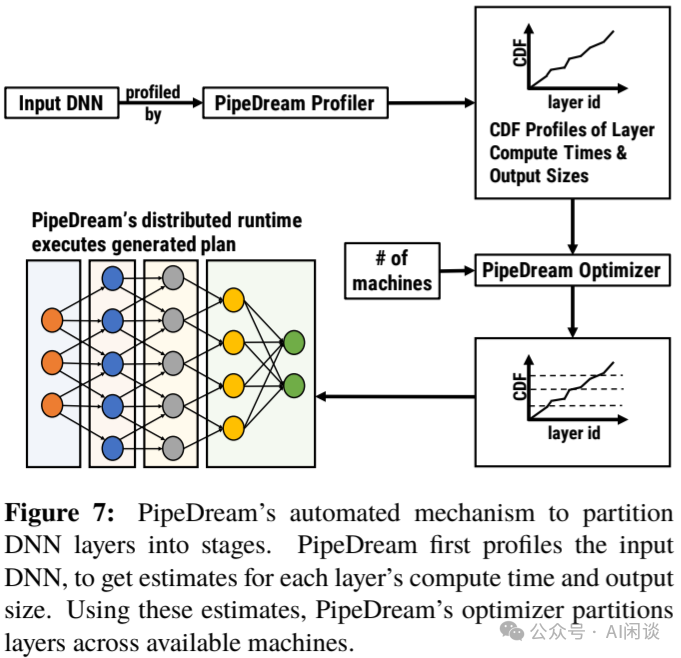 Input DNN
profiled
by
PipeDream Profiler
CDF
layer id
CDF Profiles of Layer
Compute Times &
Output Sizes
PipeDream's distributed runtime
executes generated plan
# of
machines
PipeDream Optimizer
CDF
layer id
Figure 7: PipeDream's automated mechanism to partition
DNN layers into stages. PipeDream first profiles the input
DNN, to get estimates for each layer's compute time and output
size. Using these estimates, PipeDream's optimizer partitions
layers across available machines.
公众号 · AI闲谈